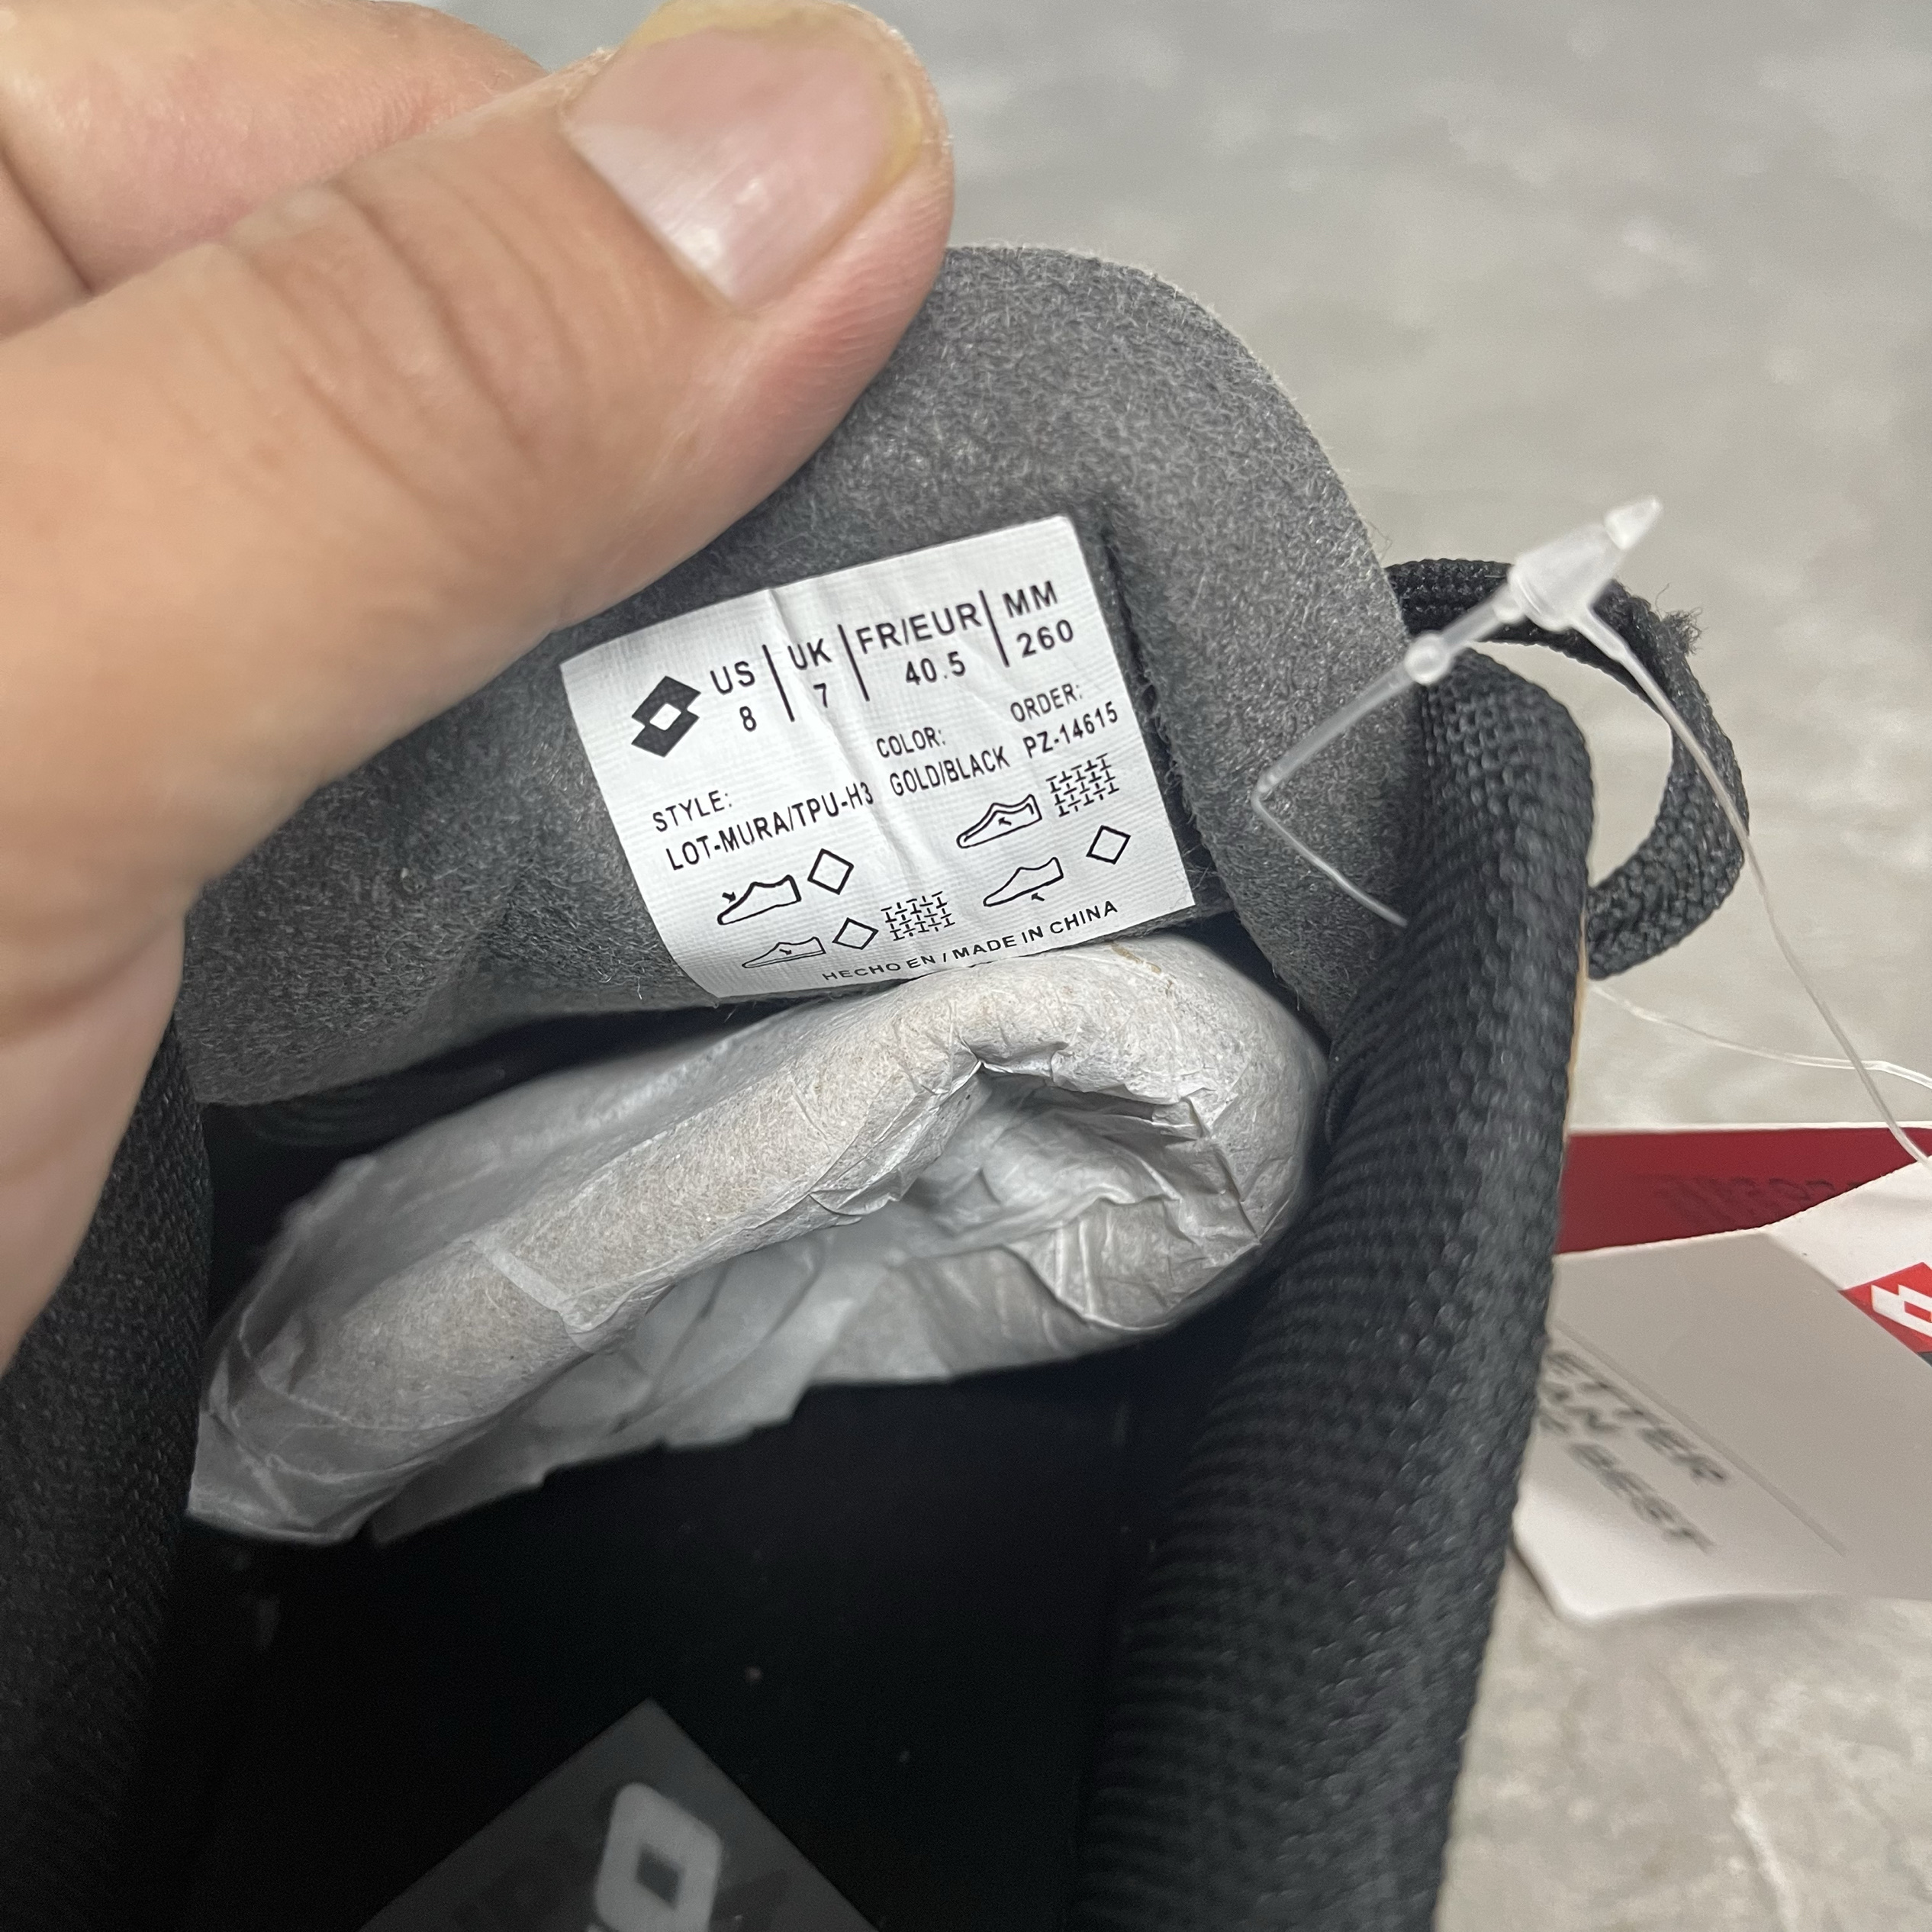 US | UK | FR/EUR | MM
8 | 7 | 40.5 | 260
COLOR: ORDER:
GOLD/BLACK PZ-14615
STYLE:
LOT-MURA/TPU-H3
HECHO EN / MADE IN CHINA
BEST